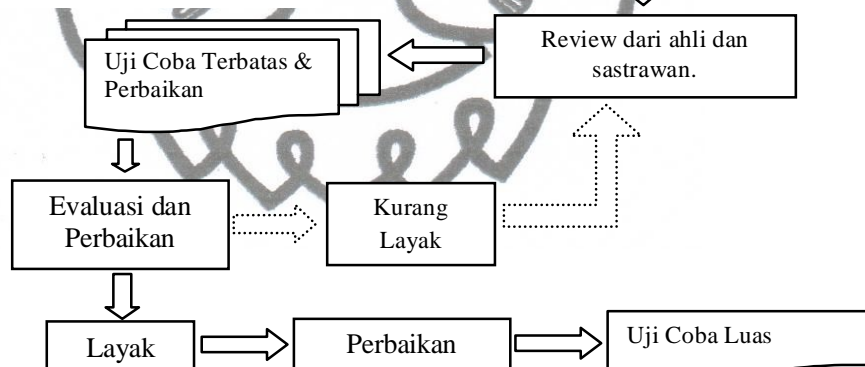 Review dari ahli dan
sastrawan.
Uji Coba Terbatas &
Perbaikan
Evaluasi dan
Perbaikan
Kurang
Layak
Layak
Perbaikan
Uji Coba Luas